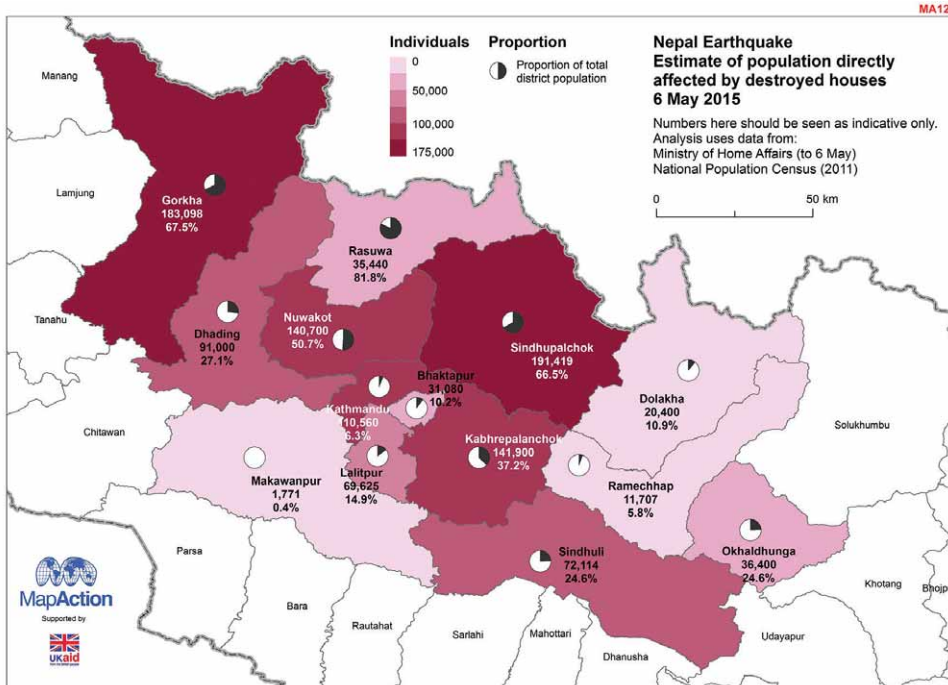 MA12
Individuals
0
50,000
100,000
175,000
Proportion
Proportion of total
district population
Nepal Earthquake
Estimate of population directly
affected by destroyed houses
6 May 2015
Numbers here should be seen as indicative only.
Analysis uses data from:
Ministry of Home Affairs (to 6 May)
National Population Census (2011)
0
50 km
Manang
Lamjung
Tanahu
Chitawan
Gorkha
183,098
67.5%
Rasuwa
35,440
81.8%
Dhading
91,000
27.1%
Nuwakot
140,700
50.7%
Sindhupalchok
191,419
66.5%
Bhaktapur
31,080
10.2%
Kathmandu
110,560
6.3%
Dolakha
20,400
10.9%
Solukhumbu
Makawanpur
1,771
0.4%
Lalitpur
69,625
14.9%
Kabhrepalanchok
141,900
37.2%
Ramechhap
11,707
5.8%
Sindhuli
72,114
24.6%
Okhaldhunga
36,400
24.6%
Parsa
Bara
Rautahat
Sarlahi
Mahottari
Dhanusha
Udayapur
Khotang
Bhojp
MapAction
Supported by
UKaid